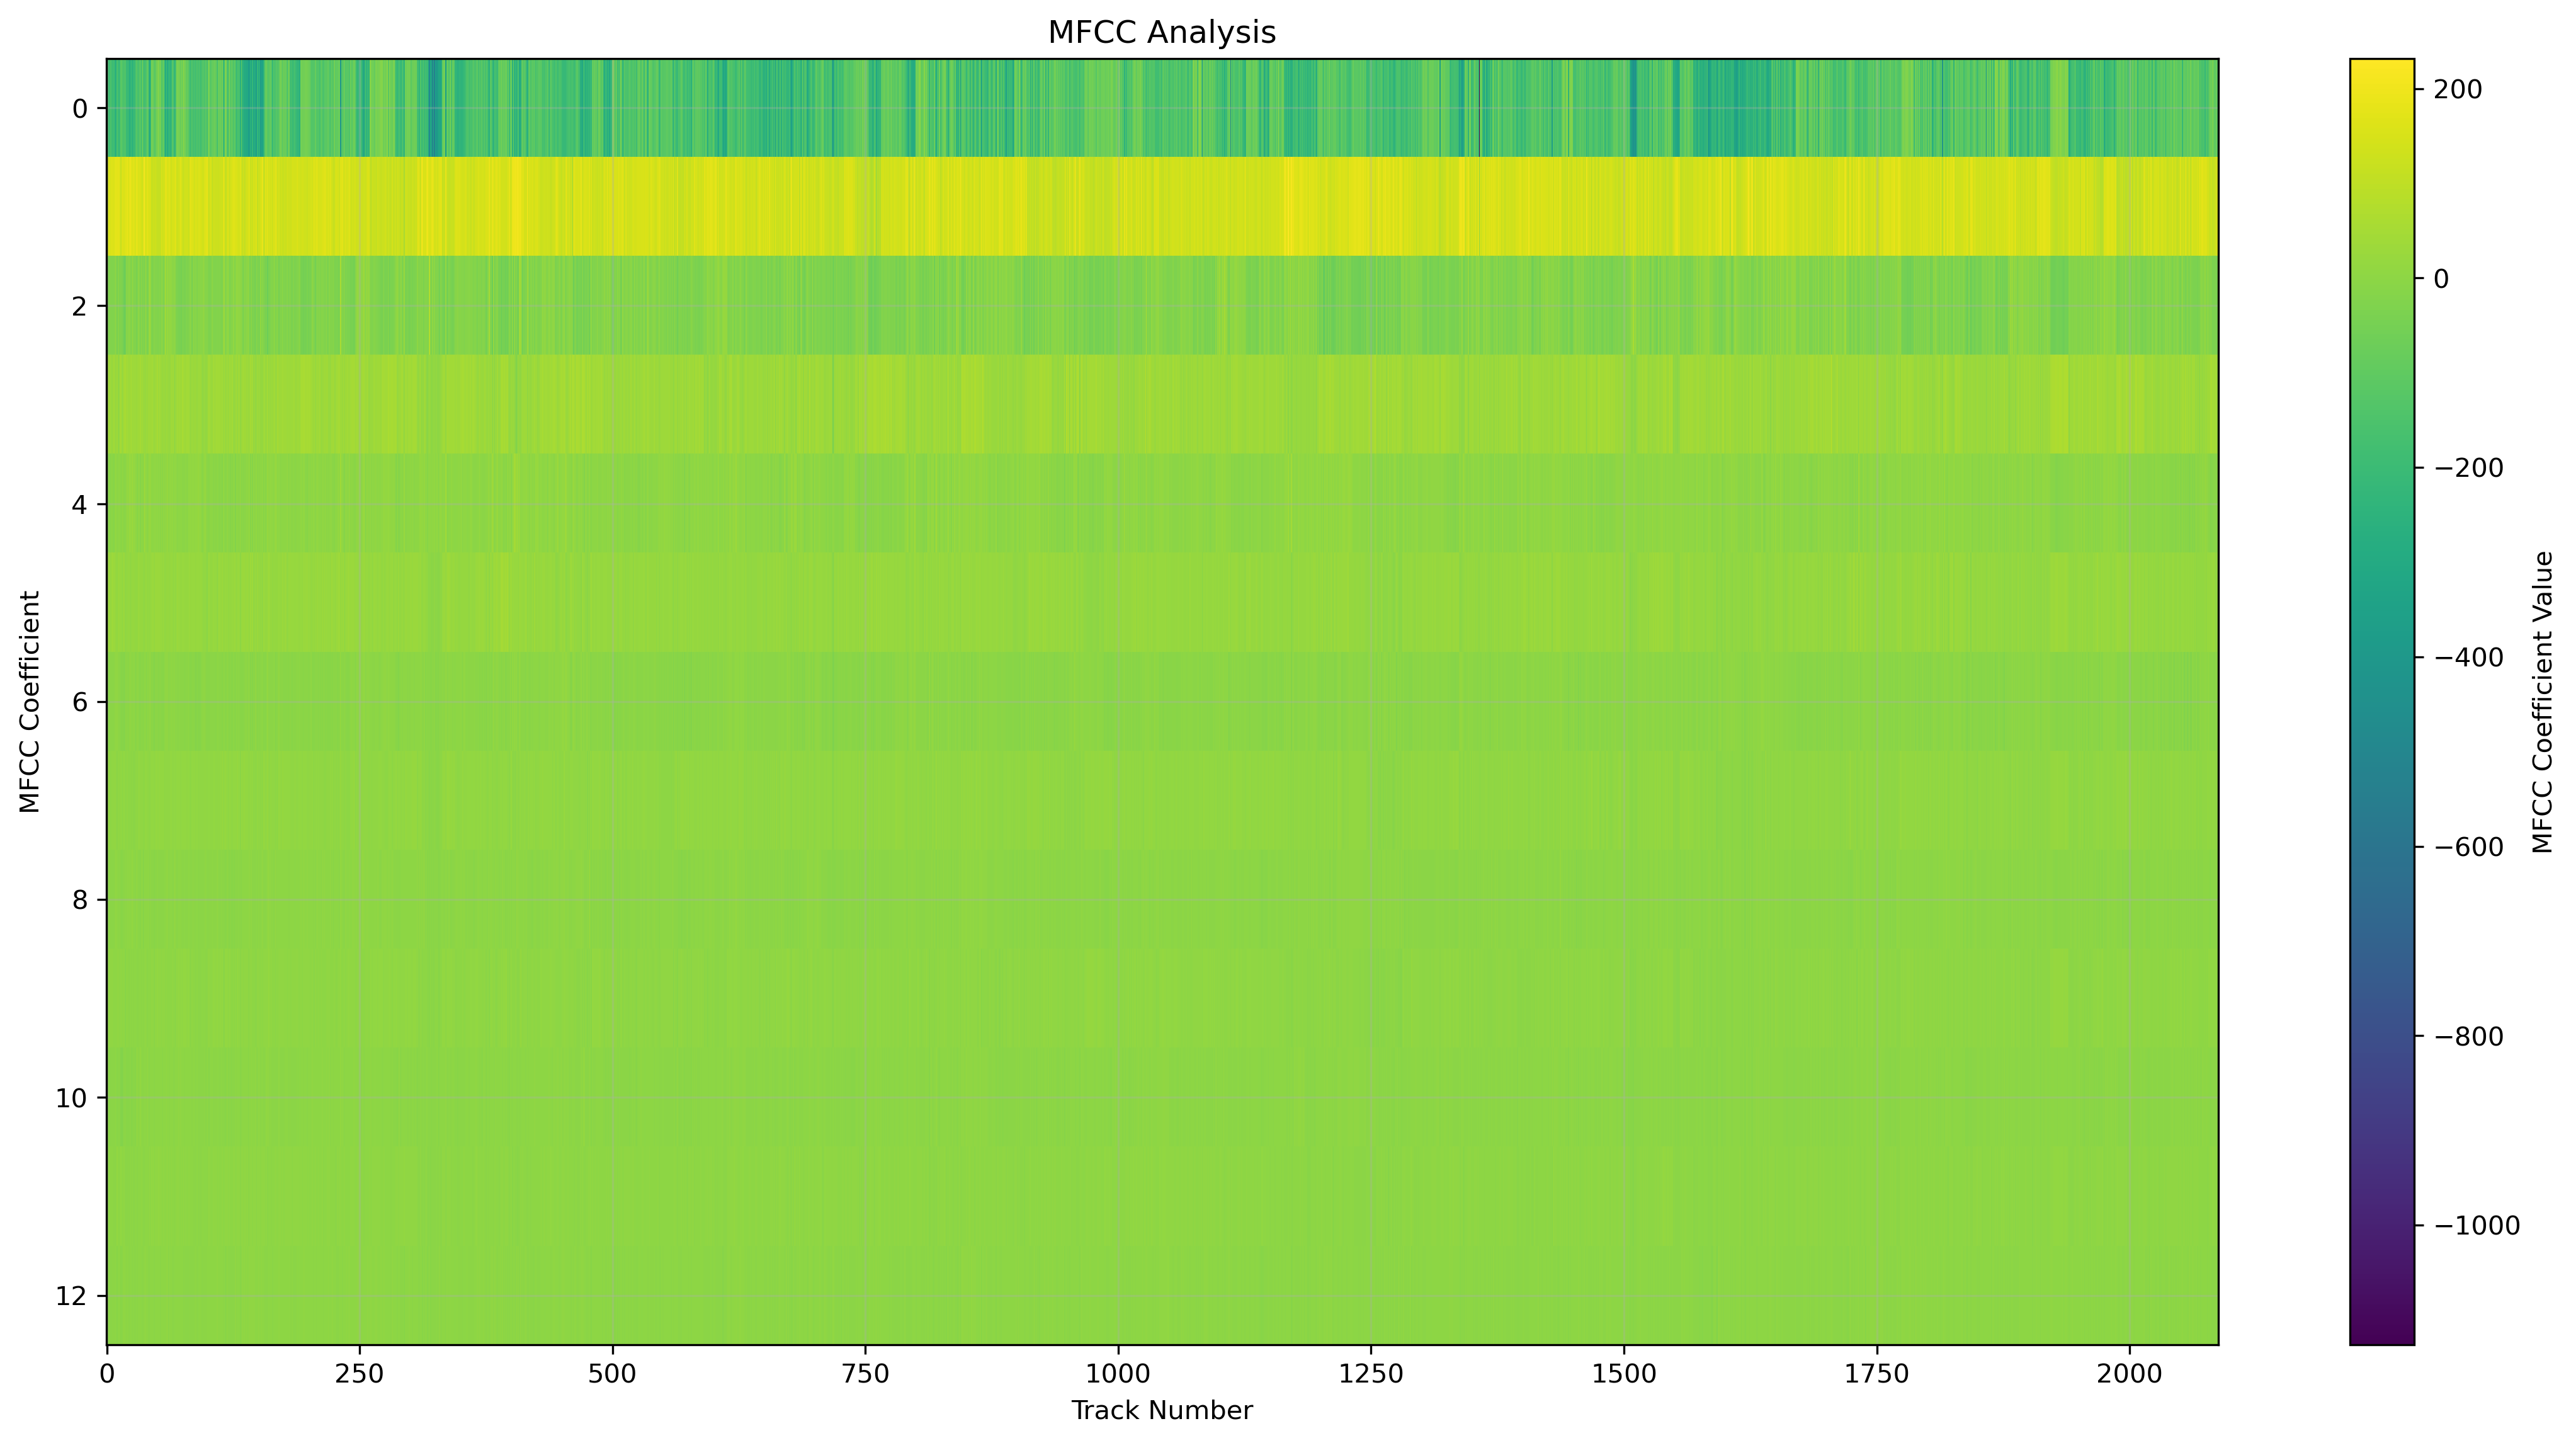 MFCC Analysis
0
2
4
6
8
10
12
MFCC Coefficient
0 250 500 750 1000 1250 1500 1750 2000
Track Number
200
0
−200
−400
−600
−800
−1000
MFCC Coefficient Value